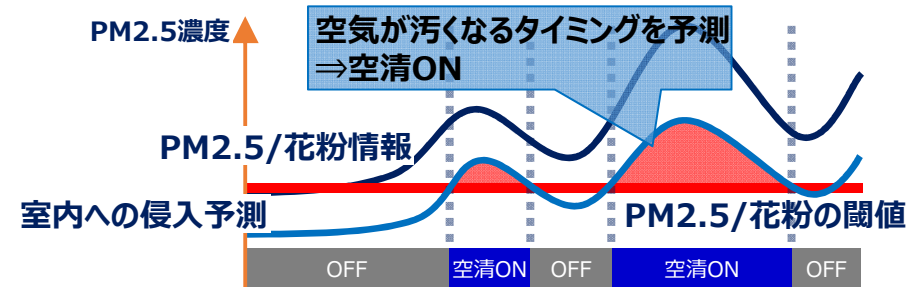 PM2.5濃度
空気が汚くなるタイミングを予測
⇒空清ON
PM2.5/花粉情報
室内への侵入予測
PM2.5/花粉の閾値
OFF
空清ON
OFF
空清ON
OFF